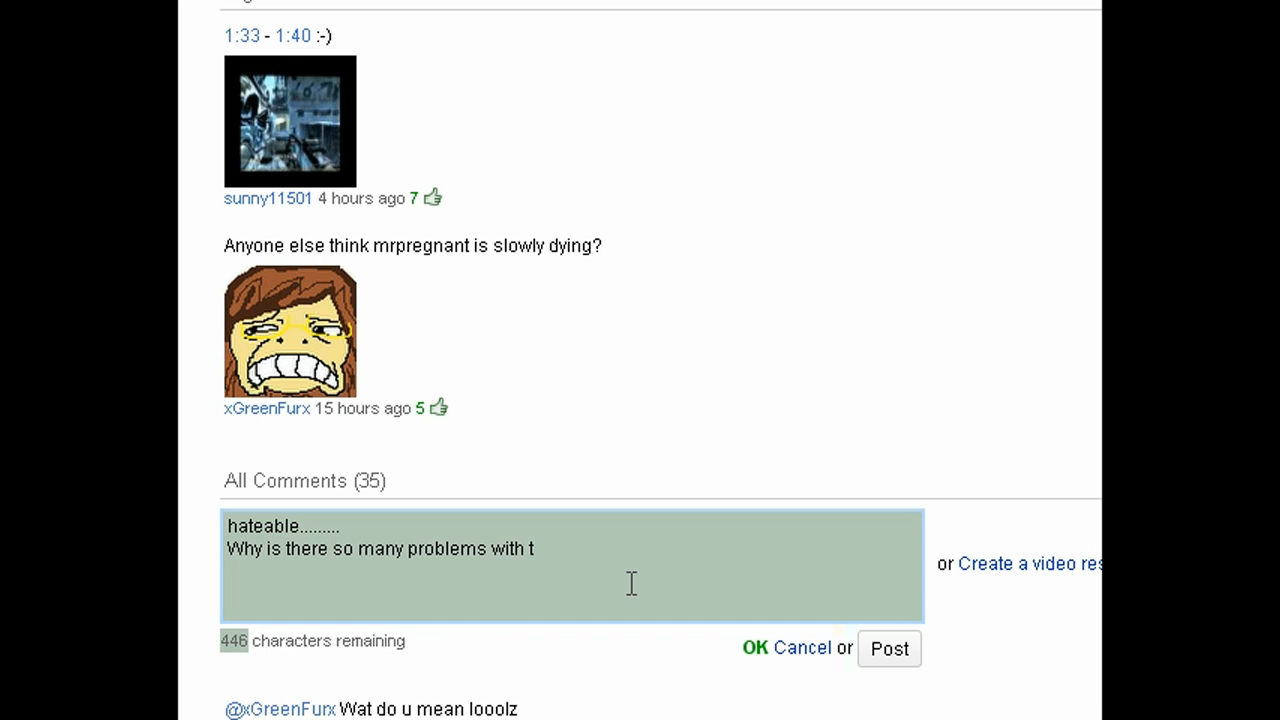 1:33 - 1:40 :-)
sunny11501 4 hours ago 7
Anyone else think mrpregnant is slowly dying?
xGreenFurx 15 hours ago 5
All Comments (35)
hateable.........
Why is there so many problems with t
or Create a video res
446 characters remaining
OK Cancel or Post
@xGreenFurx Wat do u mean looolz